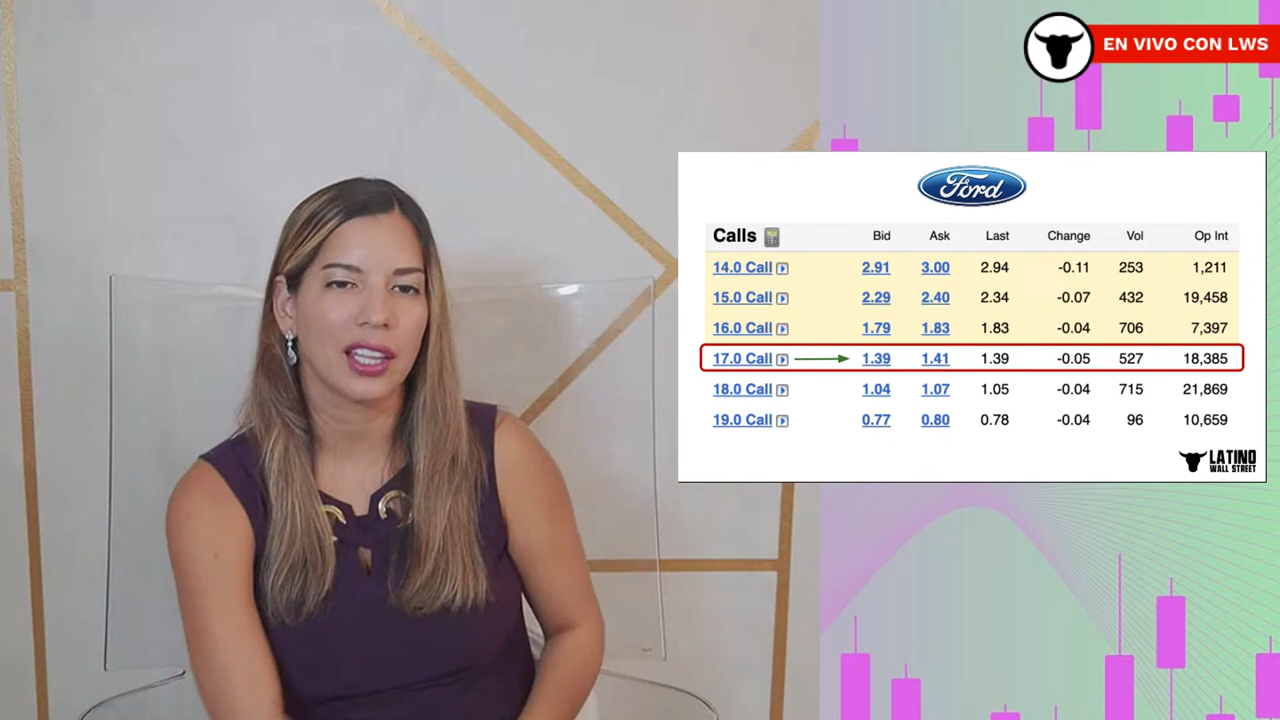 EN VIVO CON LWS
Ford
Calls Bid Ask Last Change Vol Op Int
14.0 Call 2.91 3.00 2.94 -0.11 253 1,211
15.0 Call 2.29 2.40 2.34 -0.07 432 19,458
16.0 Call 1.79 1.83 1.83 -0.04 706 7,397
17.0 Call 1.39 1.41 1.39 -0.05 527 18,385
18.0 Call 1.04 1.07 1.05 -0.04 715 21,869
19.0 Call 0.77 0.80 0.78 -0.04 96 10,659
LATINO
WALL STREET